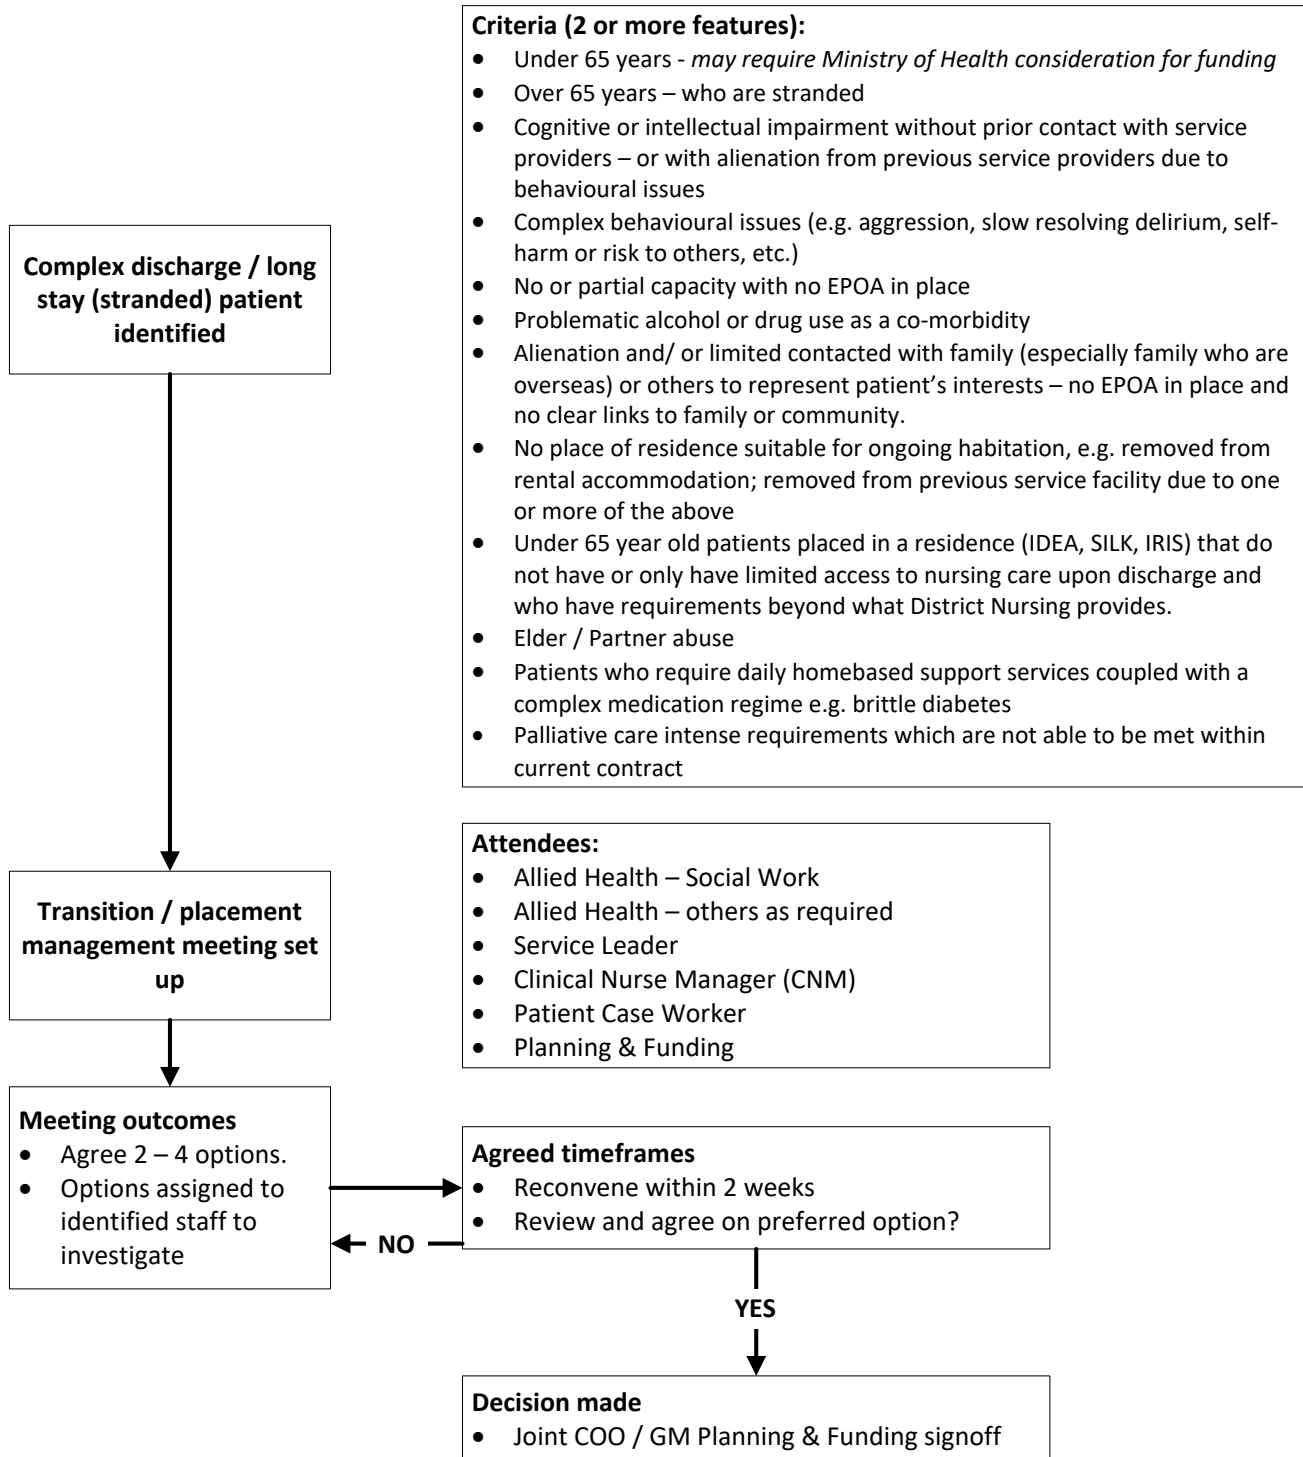 Criteria (2 or more features):
• Under 65 years - may require Ministry of Health consideration for funding
• Over 65 years – who are stranded
• Cognitive or intellectual impairment without prior contact with service
providers – or with alienation from previous service providers due to
behavioural issues
• Complex behavioural issues (e.g. aggression, slow resolving delirium, self-
harm or risk to others, etc.)
• No or partial capacity with no EPOA in place
• Problematic alcohol or drug use as a co-morbidity
• Alienation and/ or limited contacted with family (especially family who are
overseas) or others to represent patient's interests – no EPOA in place and
no clear links to family or community.
• No place of residence suitable for ongoing habitation, e.g. removed from
rental accommodation; removed from previous service facility due to one
or more of the above
• Under 65 year old patients placed in a residence (IDEA, SILK, IRIS) that do
not have or only have limited access to nursing care upon discharge and
who have requirements beyond what District Nursing provides.
• Elder / Partner abuse
• Patients who require daily homebased support services coupled with a
complex medication regime e.g. brittle diabetes
• Palliative care intense requirements which are not able to be met within
current contract
Complex discharge / long
stay (stranded) patient
identified
Transition / placement
management meeting set
up
Attendees:
• Allied Health – Social Work
• Allied Health – others as required
• Service Leader
• Clinical Nurse Manager (CNM)
• Patient Case Worker
• Planning & Funding
Meeting outcomes
• Agree 2 – 4 options.
• Options assigned to
identified staff to
investigate
Agreed timeframes
• Reconvene within 2 weeks
• Review and agree on preferred option?
NO
YES
Decision made
• Joint COO / GM Planning & Funding signoff